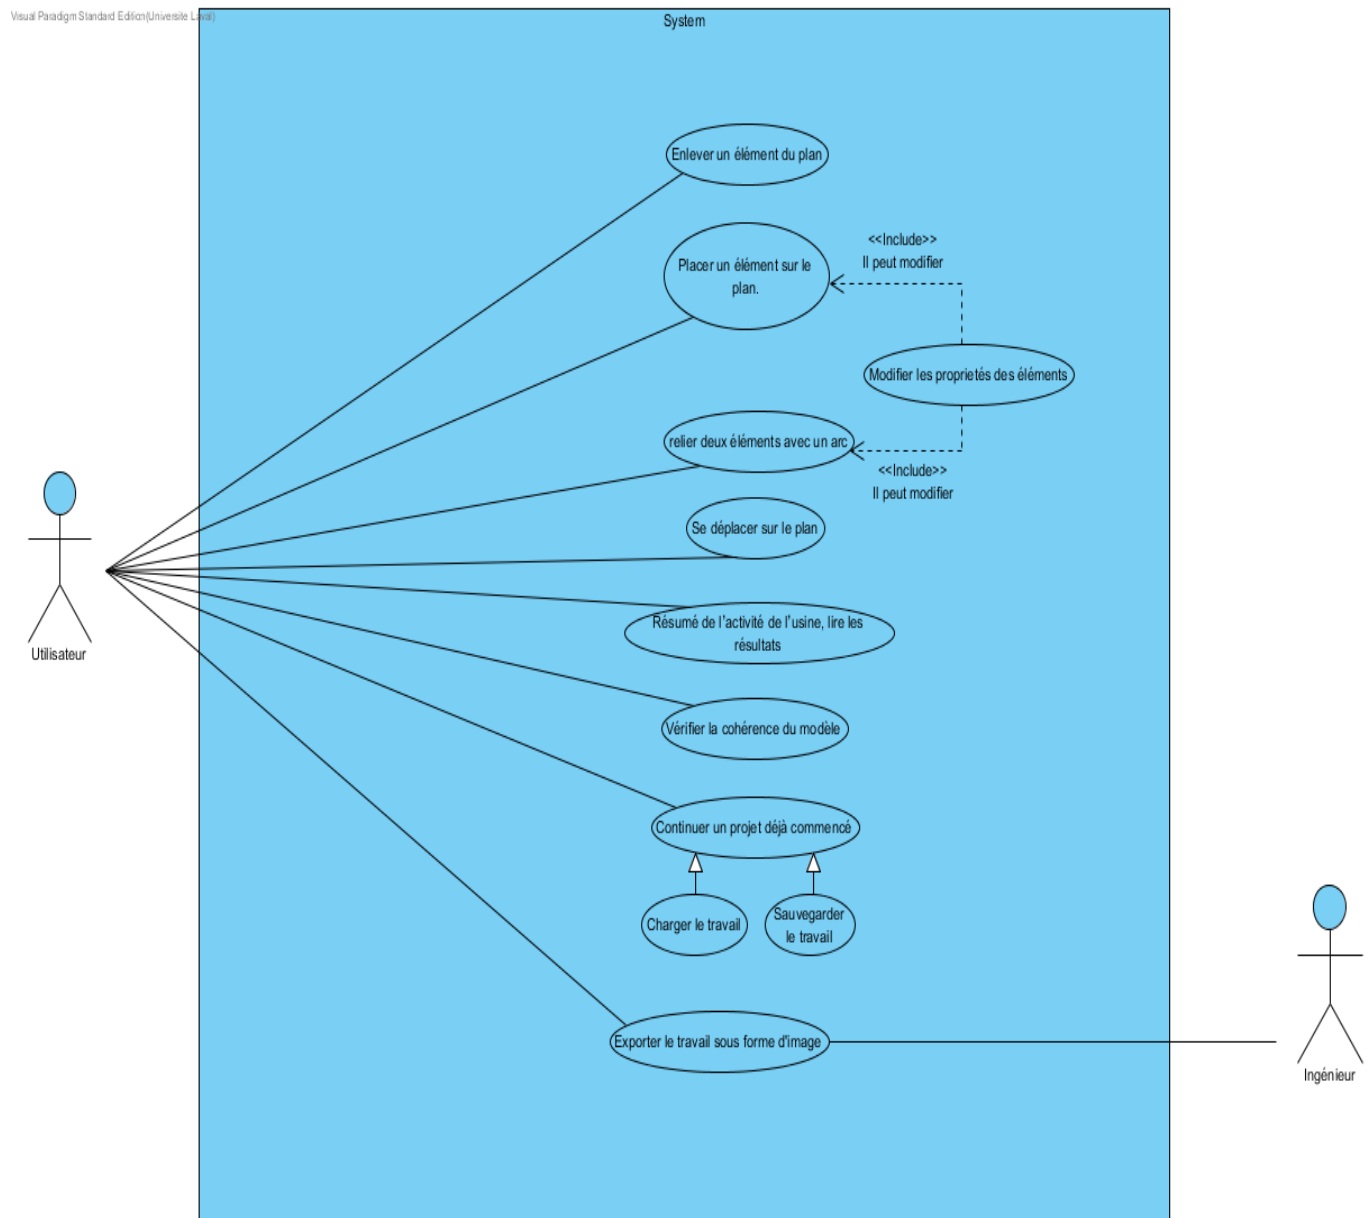 Visual Paradigm Standard Edition(Universite Laval)
System
Enlever un élément du plan
<<Include>>
Il peut modifier
Placer un élément sur le
plan.
Modifier les proprietés des éléments
relier deux éléments avec un arc
<<Include>>
Il peut modifier
Se déplacer sur le plan
Résumé de l'activité de l'usine, lire les
résultats
Utilisateur
Vérifier la cohérence du modèle
Continuer un projet déjà commencé
Charger le travail
Sauvegarder
le travail
Exporter le travail sous forme d'image
Ingénieur